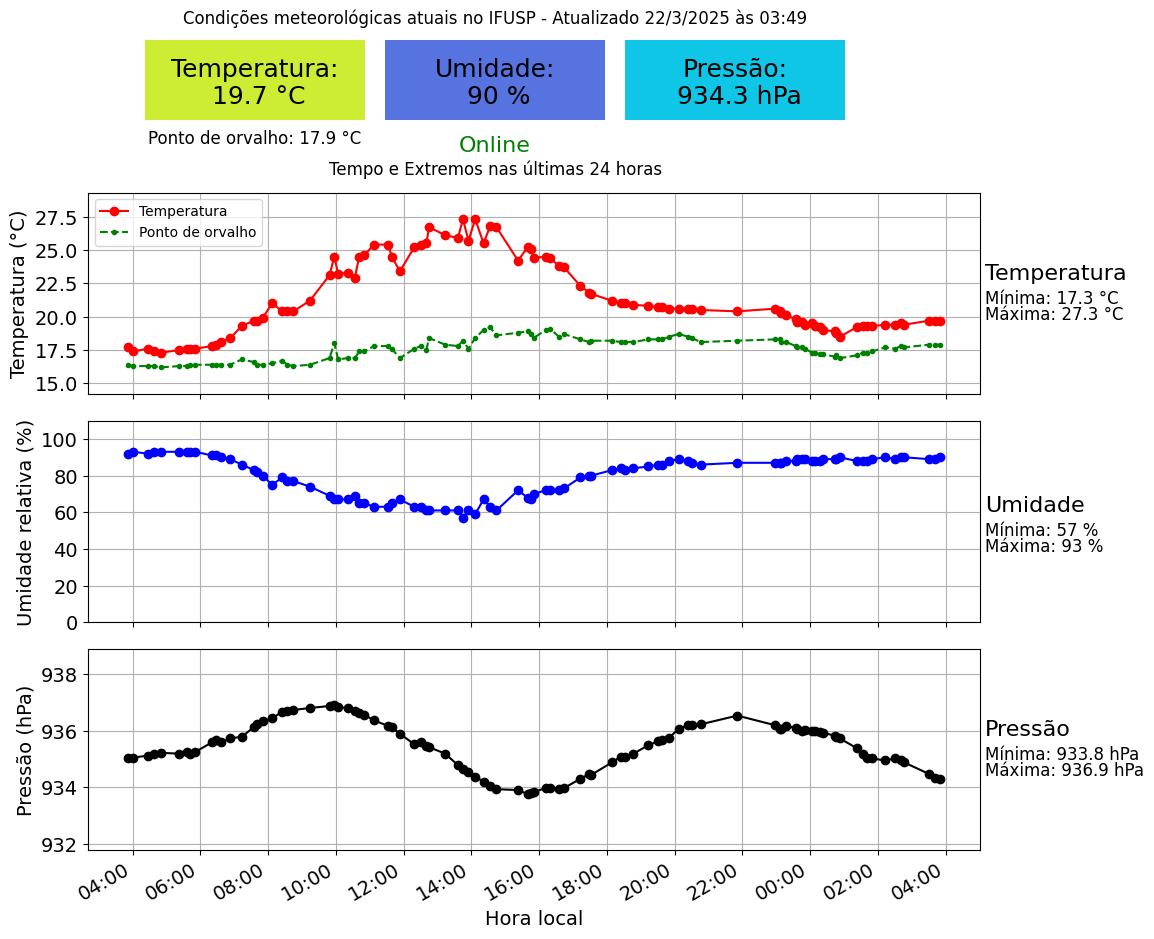 Condições meteorológicas atuais no IFUSP - Atualizado 22/3/2025 às 03:49
Temperatura:
19.7 °C
Umidade:
90 %
Pressão:
934.3 hPa
Ponto de orvalho: 17.9 °C
Online
Tempo e Extremos nas últimas 24 horas
Temperatura (°C)
27.5
25.0
22.5
20.0
17.5
15.0
Temperatura
Ponto de orvalho
Temperatura
Mínima: 17.3 °C
Máxima: 27.3 °C
Umidade relativa (%)
100
80
60
40
20
0
Umidade
Mínima: 57 %
Máxima: 93 %
Pressão (hPa)
938
936
934
932
Pressão
Mínima: 933.8 hPa
Máxima: 936.9 hPa
04:00 06:00 08:00 10:00 12:00 14:00 16:00 18:00 20:00 22:00 00:00 02:00 04:00
Hora local